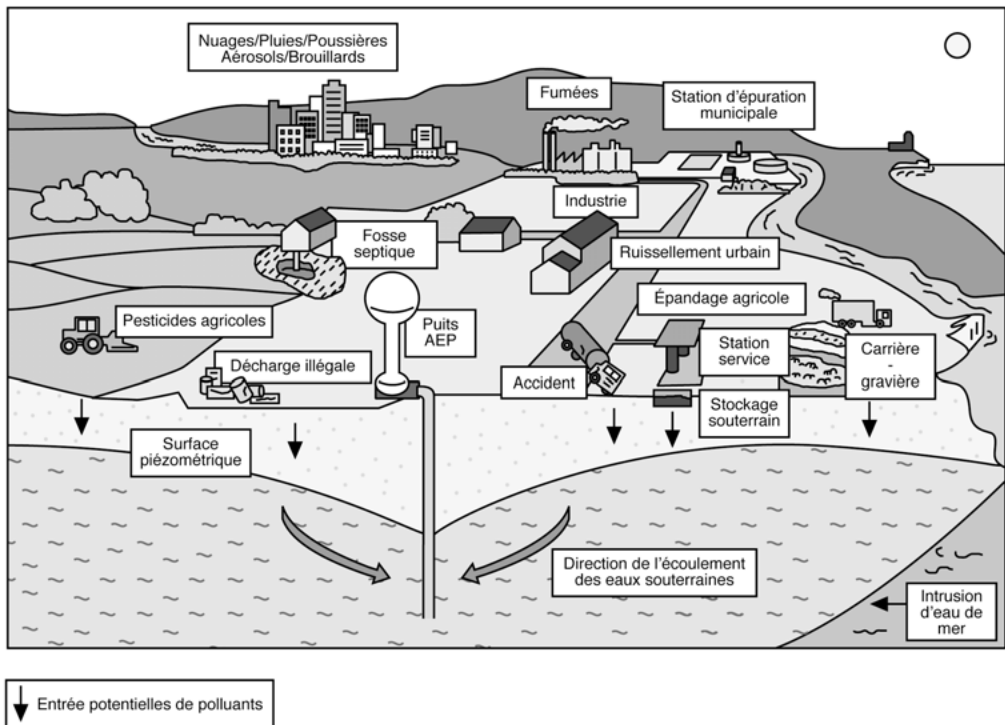 Nuages/Pluies/Poussières
Aérosols/Brouillards
Fumées
Station d'épuration
municipale
Industrie
Fosse
septique
Ruissellement urbain
Épandage agricole
Pesticides agricoles
Puits
AEP
Station
service
Carrière
-
gravière
Décharge illégale
Accident
Stockage
souterrain
Surface
piézométrique
Direction de l'écoulement
des eaux souterraines
Intrusion
d'eau de
mer
Entrée potentielles de polluants